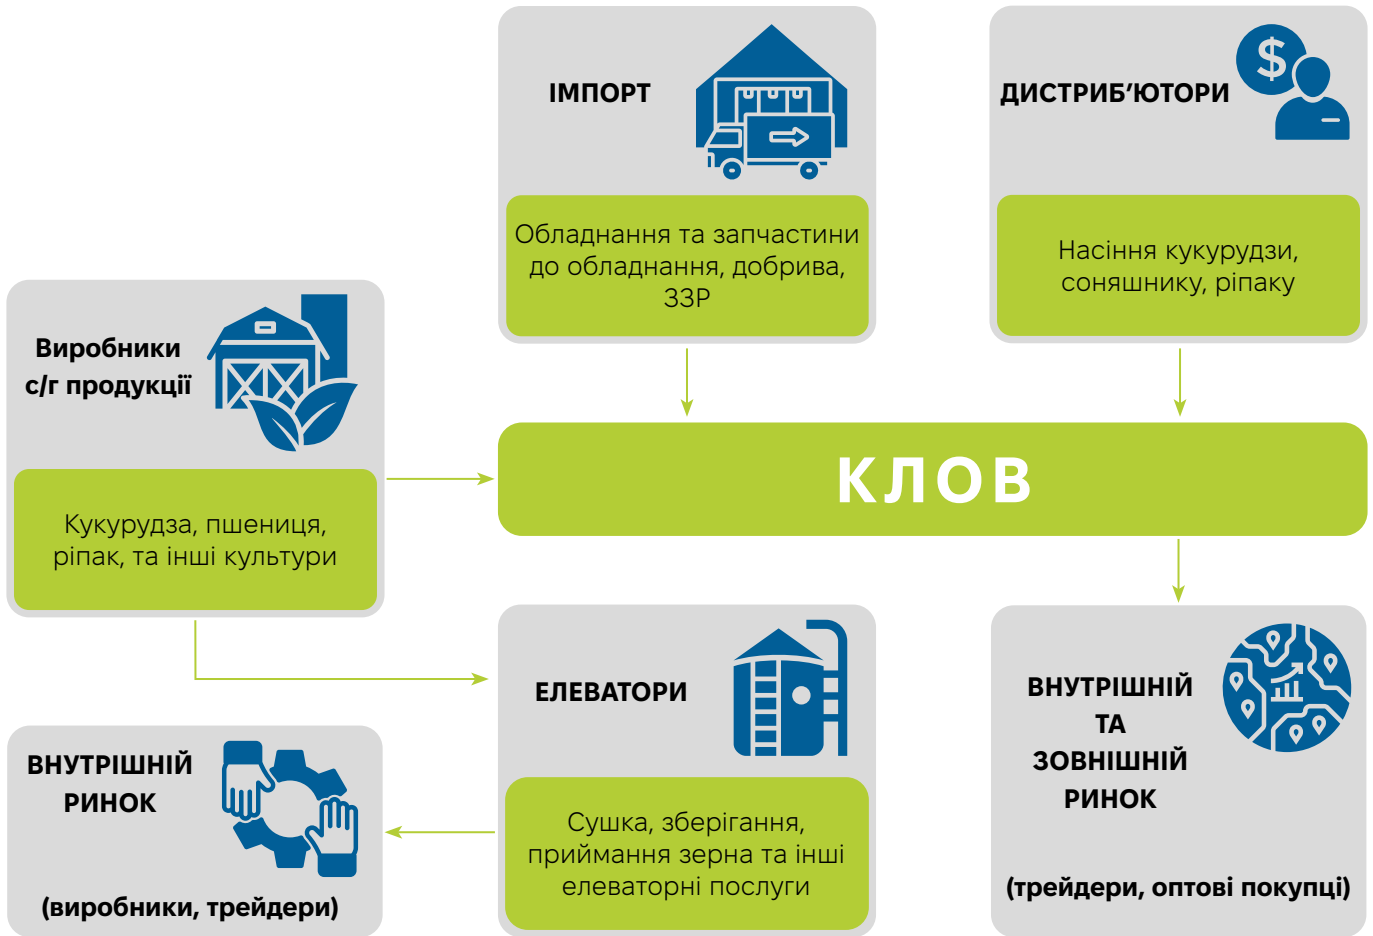 ІМПОРТ
Обладнання та запчастини
до обладнання, добрива,
ЗЗР
ДИСТРИБ’ЮТОРИ
$
Насіння кукурудзи,
соняшнику, ріпаку
Виробники
с/г продукції
Кукурудза, пшениця,
ріпак, та інші культури
КЛОВ
ЕЛЕВАТОРИ
Сушка, зберігання,
приймання зерна та інші
елеваторні послуги
ВНУТРІШНІЙ
РИНОК
(виробники, трейдери)
ВНУТРІШНІЙ
ТА
ЗОВНІШНІЙ
РИНОК
(трейдери, оптові покупці)